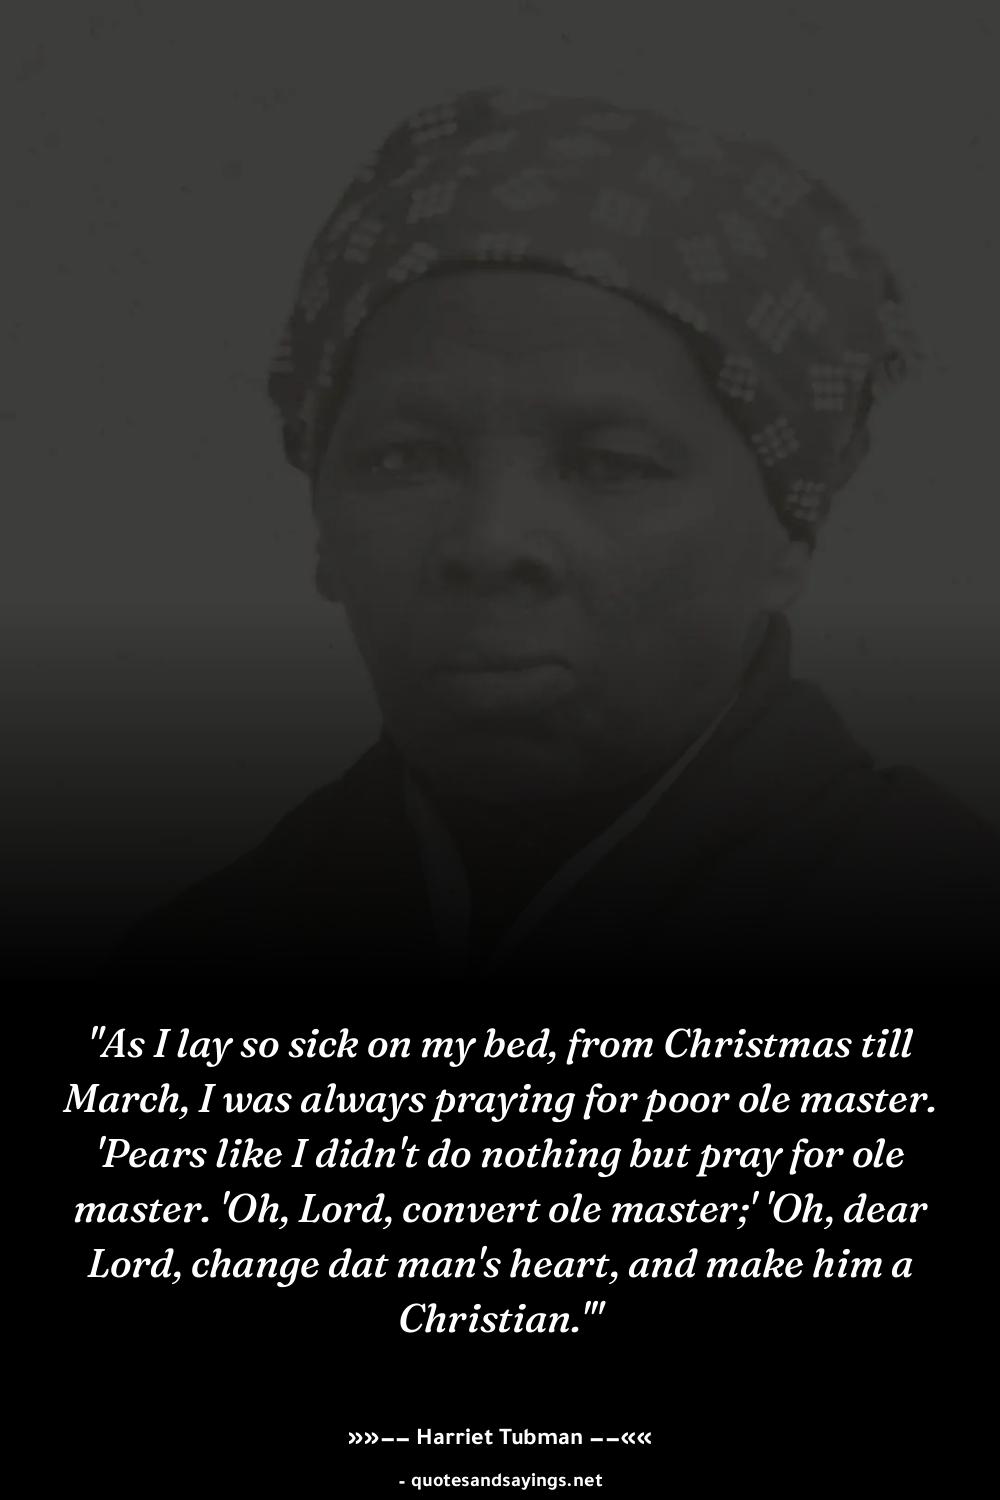 "As I lay so sick on my bed, from Christmas till
March, I was always praying for poor ole master.
'Pears like I didn't do nothing but pray for ole
master. 'Oh, Lord, convert ole master;' 'Oh, dear
Lord, change dat man's heart, and make him a
Christian.'"
»»−− Harriet Tubman −−««
- quotesandsayings.net